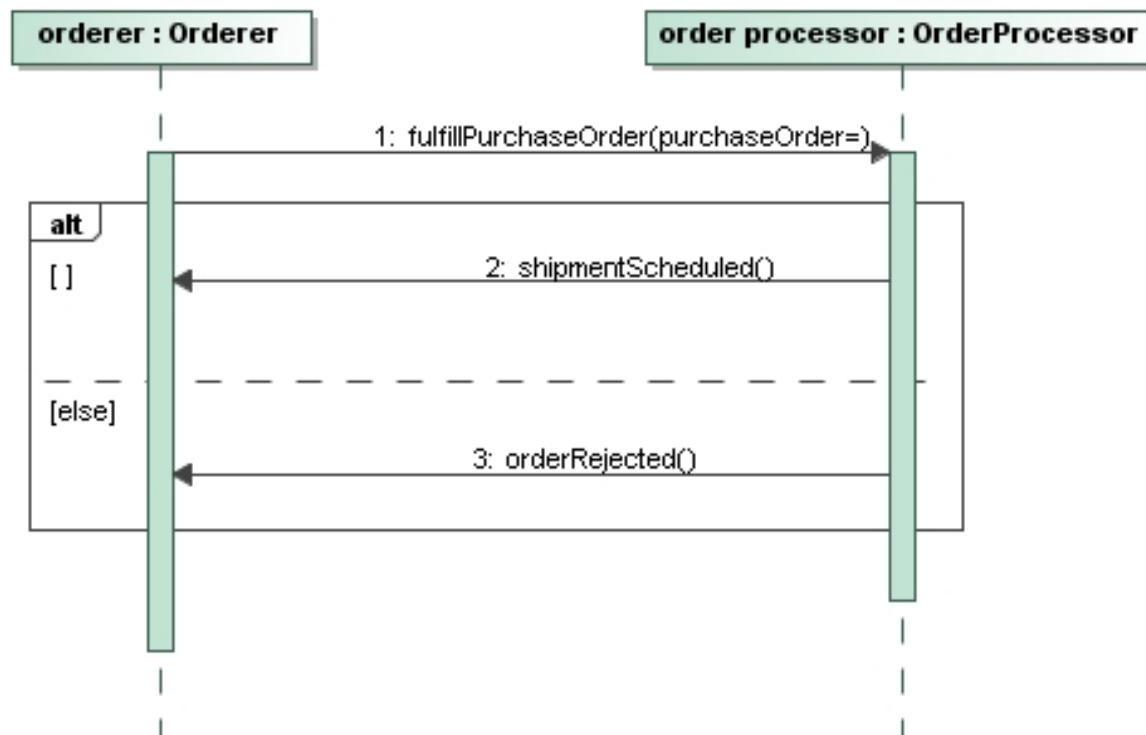 orderer : Orderer
order processor : OrderProcessor
1: fulfillPurchaseOrder(purchaseOrder=)
alt
[ ]
2: shipmentScheduled()
[else]
3: orderRejected()